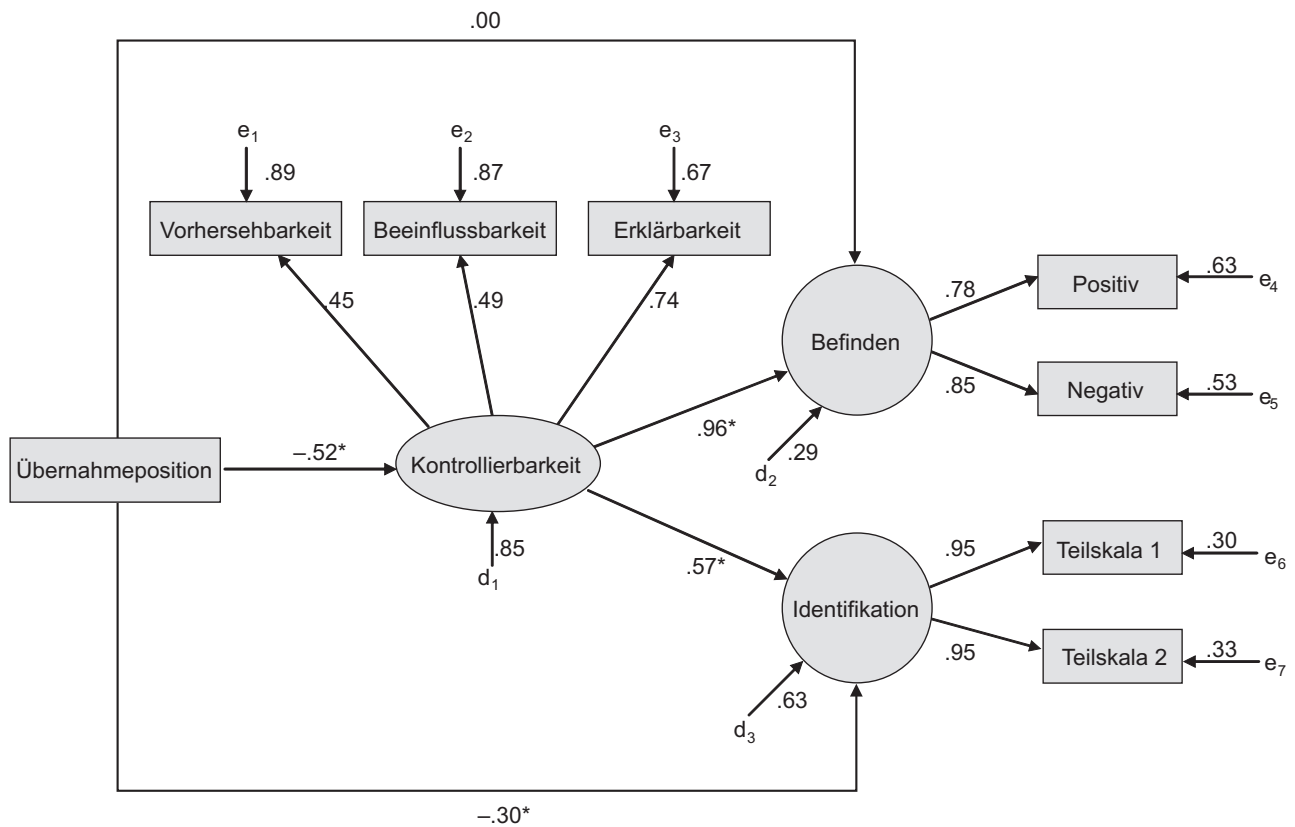 .00
e1
e2
e3
.89
.87
.67
Vorhersehbarkeit
Beeinflussbarkeit
Erklärbarkeit
.45
.49
.74
Befinden
.78
.85
Positiv
.63
e4
Negativ
.53
e5
Übernahmeposition
–.52*
Kontrollierbarkeit
.96*
.29
d2
.85
d1
.57*
Identifikation
.95
.95
Teilskala 1
.30
e6
Teilskala 2
.33
e7
.63
d3
–.30*